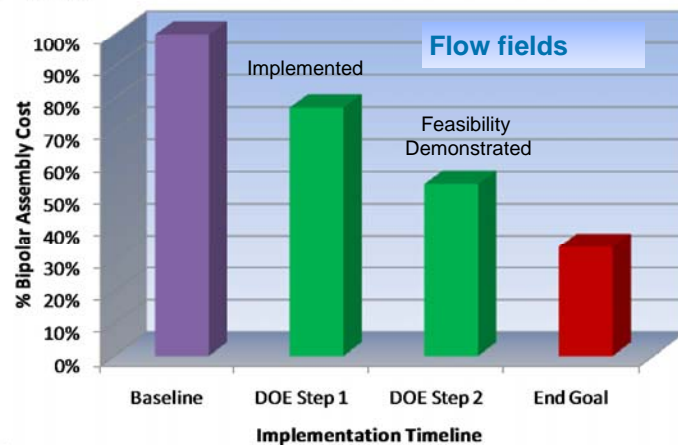 Flow fields
100%
90%
80%
70%
60%
50%
40%
30%
20%
10%
0%
% Bipolar Assembly Cost
Implemented
Feasibility
Demonstrated
Baseline
DOE Step 1
DOE Step 2
End Goal
Implementation Timeline